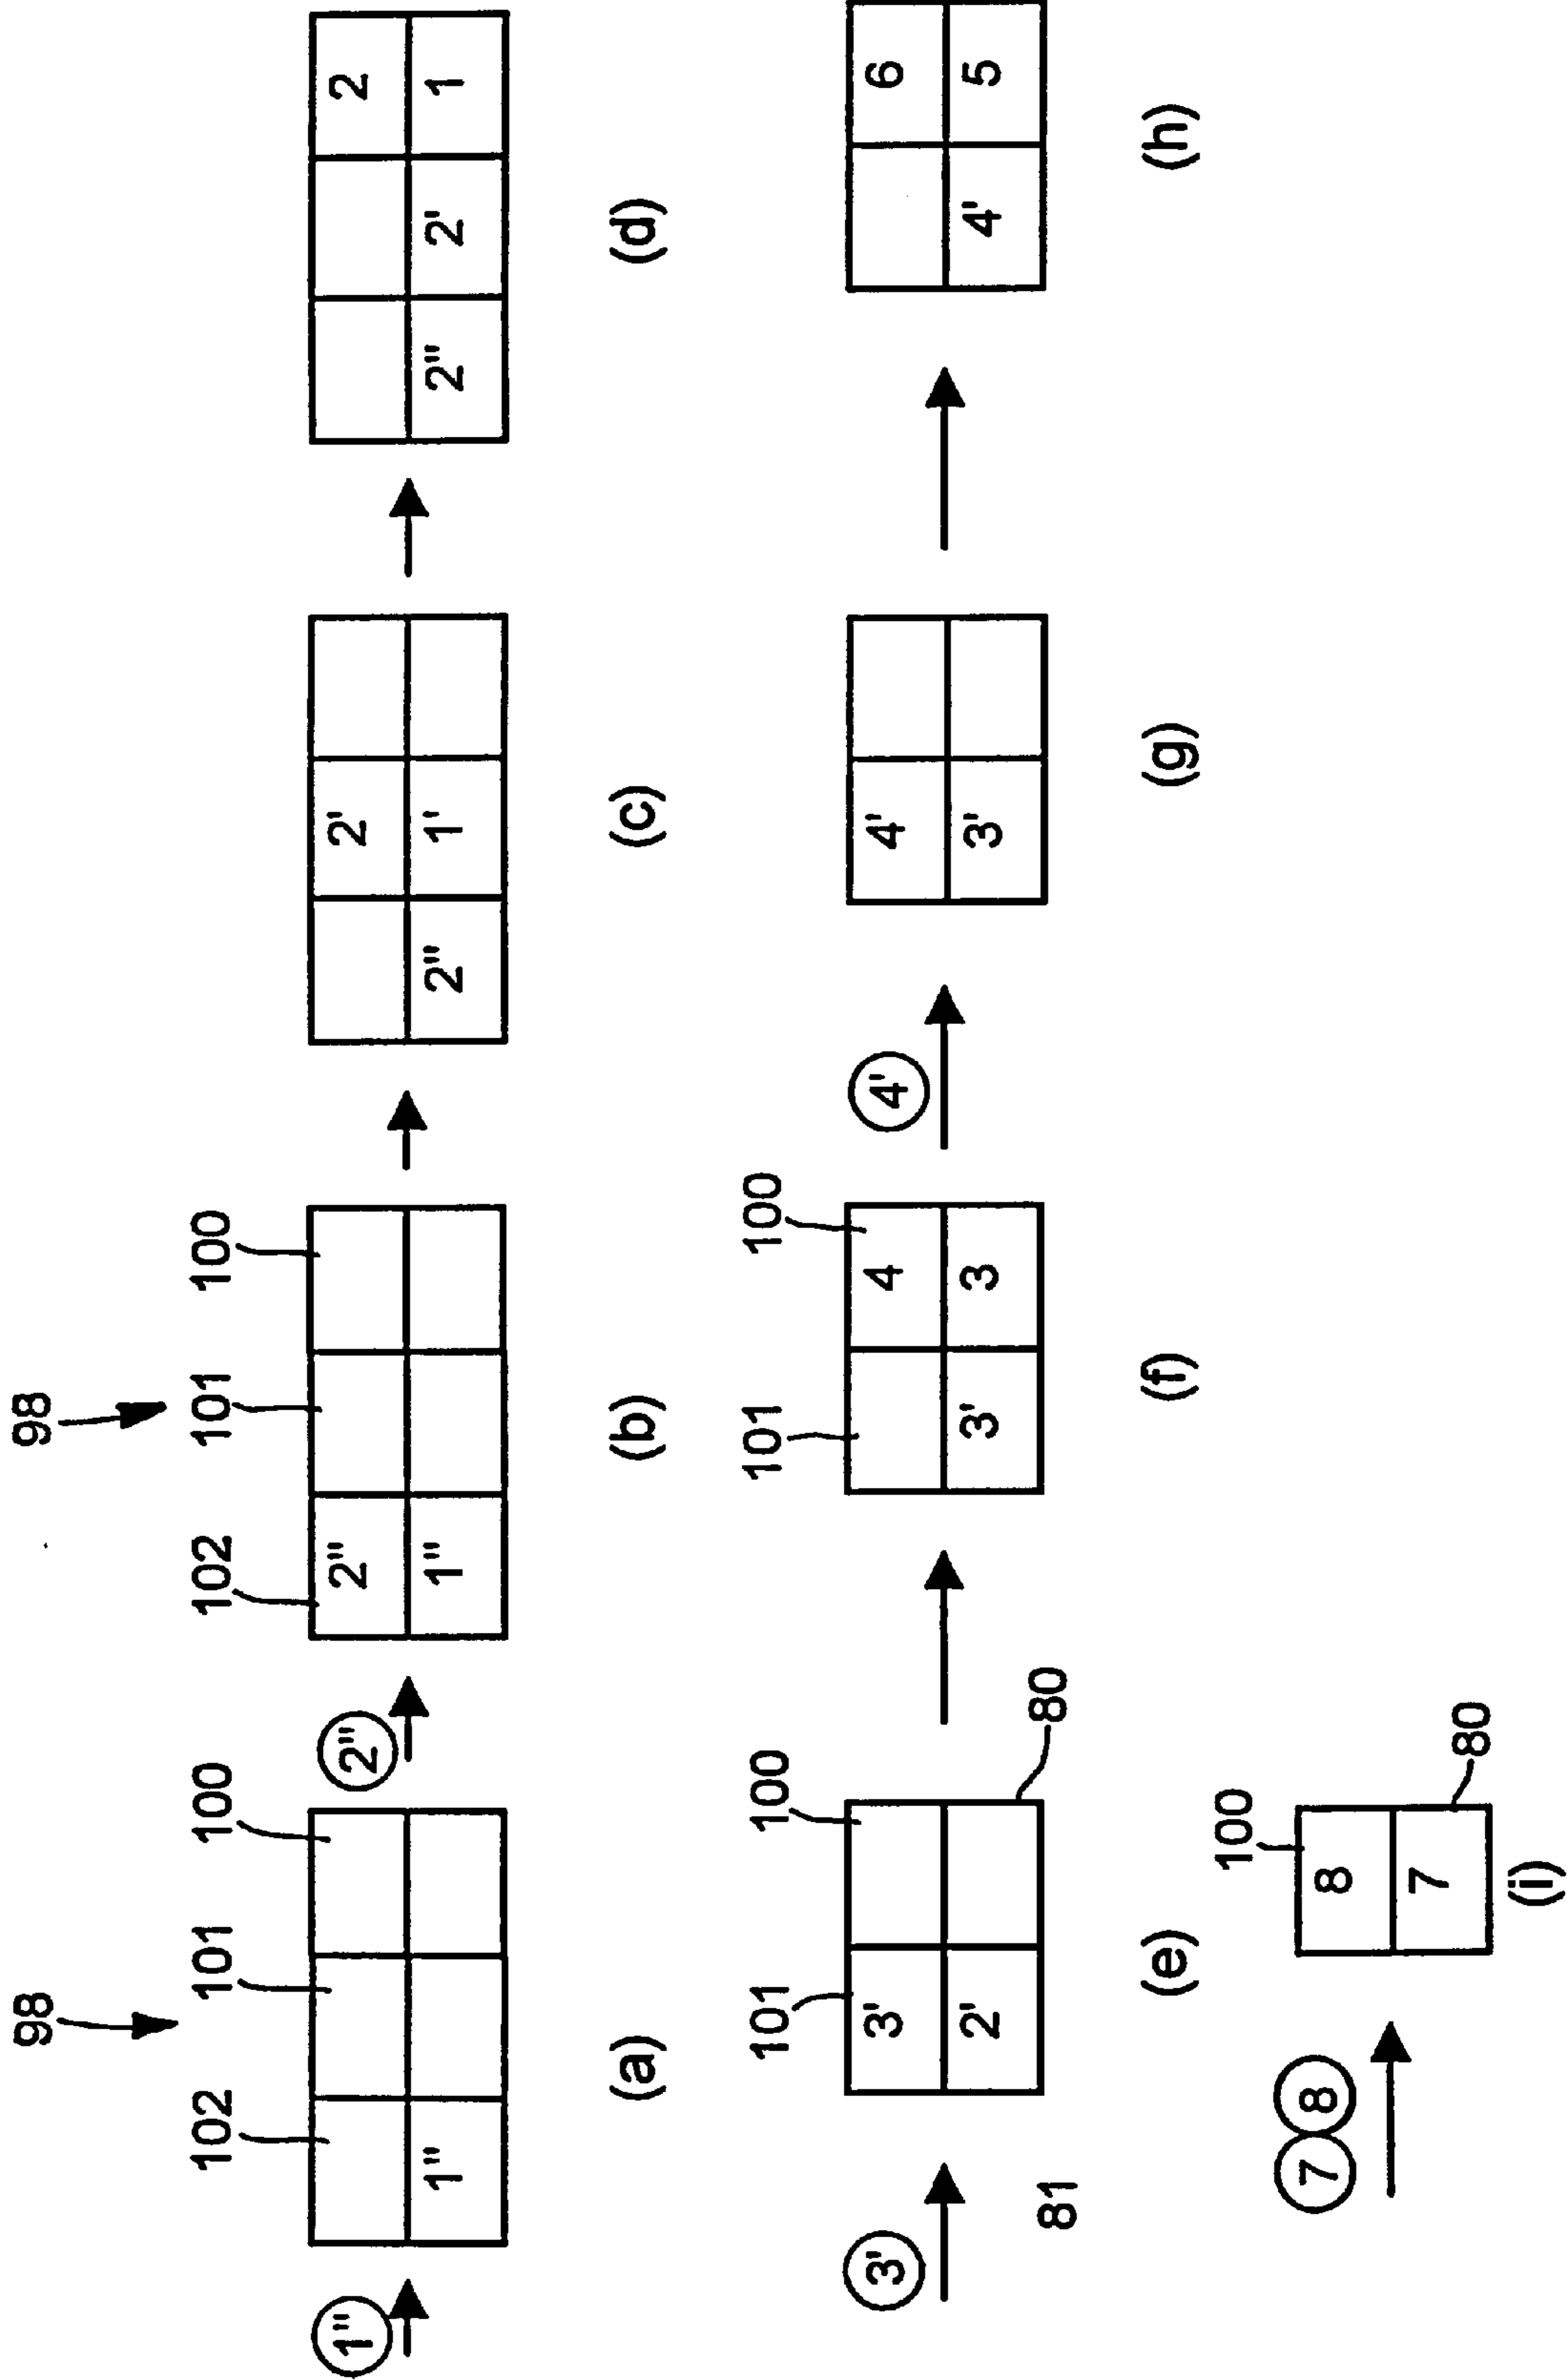 98 98
102 101 100 102 101 100
1" 2" 2" 2' 2
1" 1" 2" 1' 2" 2' 1
(a) (b) (c) (d)
101 100 101 100
3' 3' 4 4' 4' 6
2' 3' 3 3' 4' 5
81 80
(e) (f) (g) (h)
100
7 8 8
7
80
(i)